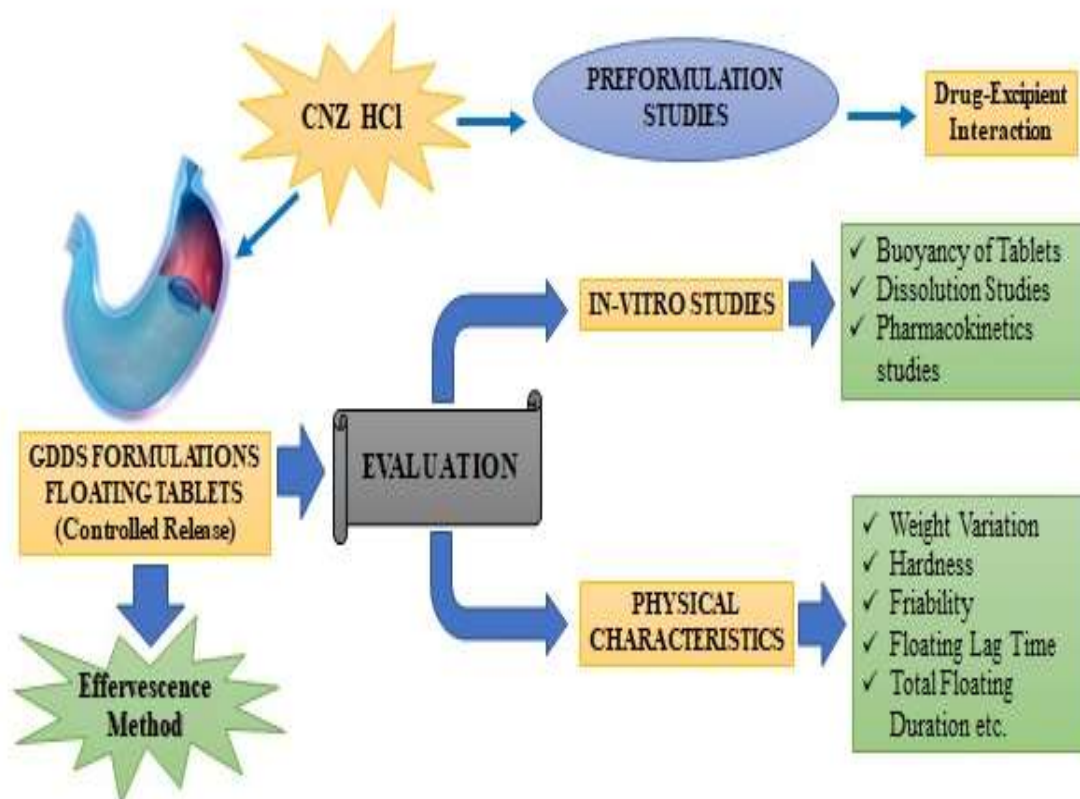 CNZ HCl
PREFORMULATION
STUDIES
Drug-Excipient
Interaction
IN-VITRO STUDIES
✓ Buoyancy of Tablets
✓ Dissolution Studies
✓ Pharmacokinetics
studies
GDDS FORMULATIONS
FLOATING TABLETS
(Controlled Release)
EVALUATION
Effervescence
Method
PHYSICAL
CHARACTERISTICS
✓ Weight Variation
✓ Hardness
✓ Friability
✓ Floating Lag Time
✓ Total Floating
Duration etc.